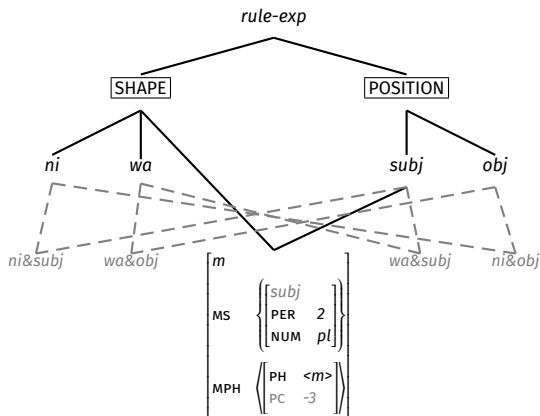 rule-exp
SHAPE POSITION
ni wa subj obj
ni&subj wa&obj wa&subj ni&obj
m
subj
MS PER 2
NUM pl
MPH PH <m>
PC -3